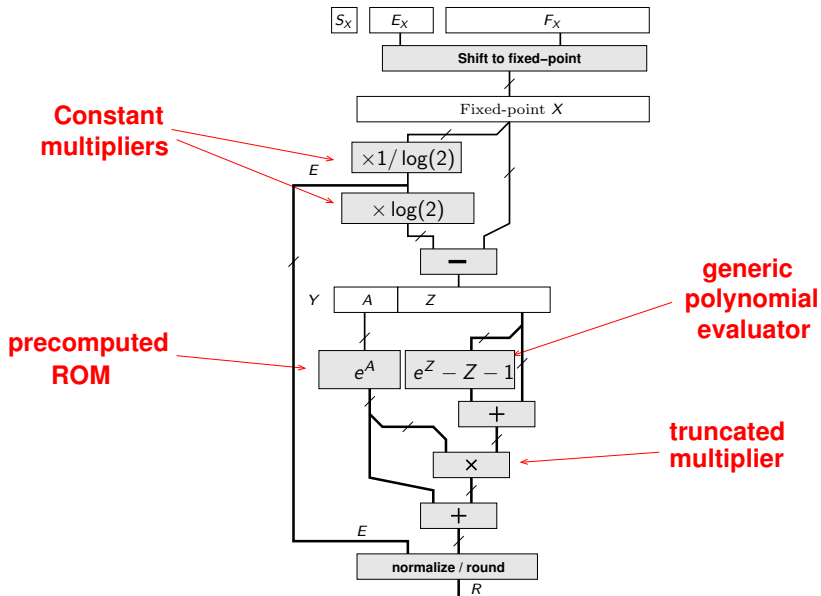 S_X
E_X
F_X
Shift to fixed–point
Fixed-point X
Constant
multipliers
×1/ log(2)
E
× log(2)
−
generic
polynomial
evaluator
Y
A
Z
precomputed
ROM
e^A
e^Z − Z − 1
+
truncated
multiplier
×
+
E
normalize / round
R